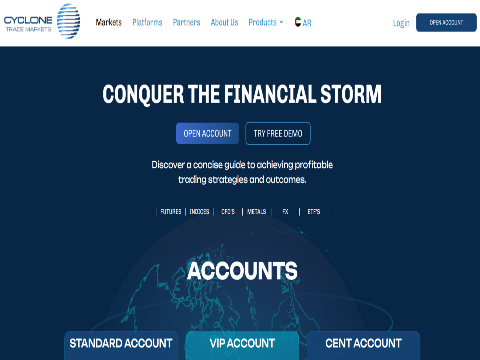 CYCLONE
TRADE MARKETS
Markets Platforms Partners About Us Products AR Login OPEN ACCOUNT
CONQUER THE FINANCIAL STORM
OPEN ACCOUNT TRY FREE DEMO
Discover a concise guide to achieving profitable
trading strategies and outcomes.
| FUTURES | INDICES | CFD'S | METALS | FX | ETF'S |
ACCOUNTS
STANDARD ACCOUNT VIP ACCOUNT CENT ACCOUNT